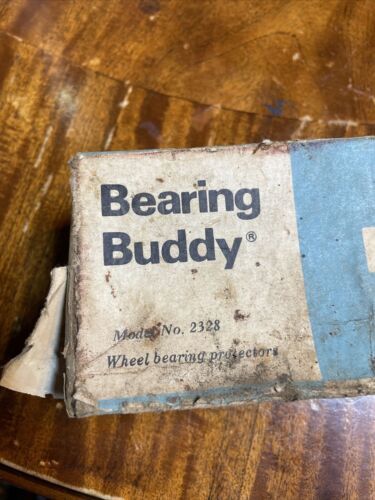 Bearing
Buddy®
Model No. 2328
Wheel bearing protectors